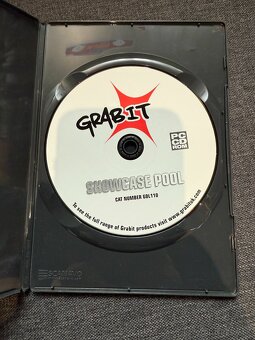 GRABIT
PC
CD
ROM
SHOWCASE POOL
CAT NUMBER EDL110
To see the full range of Grabit products visit www.grabituk.com